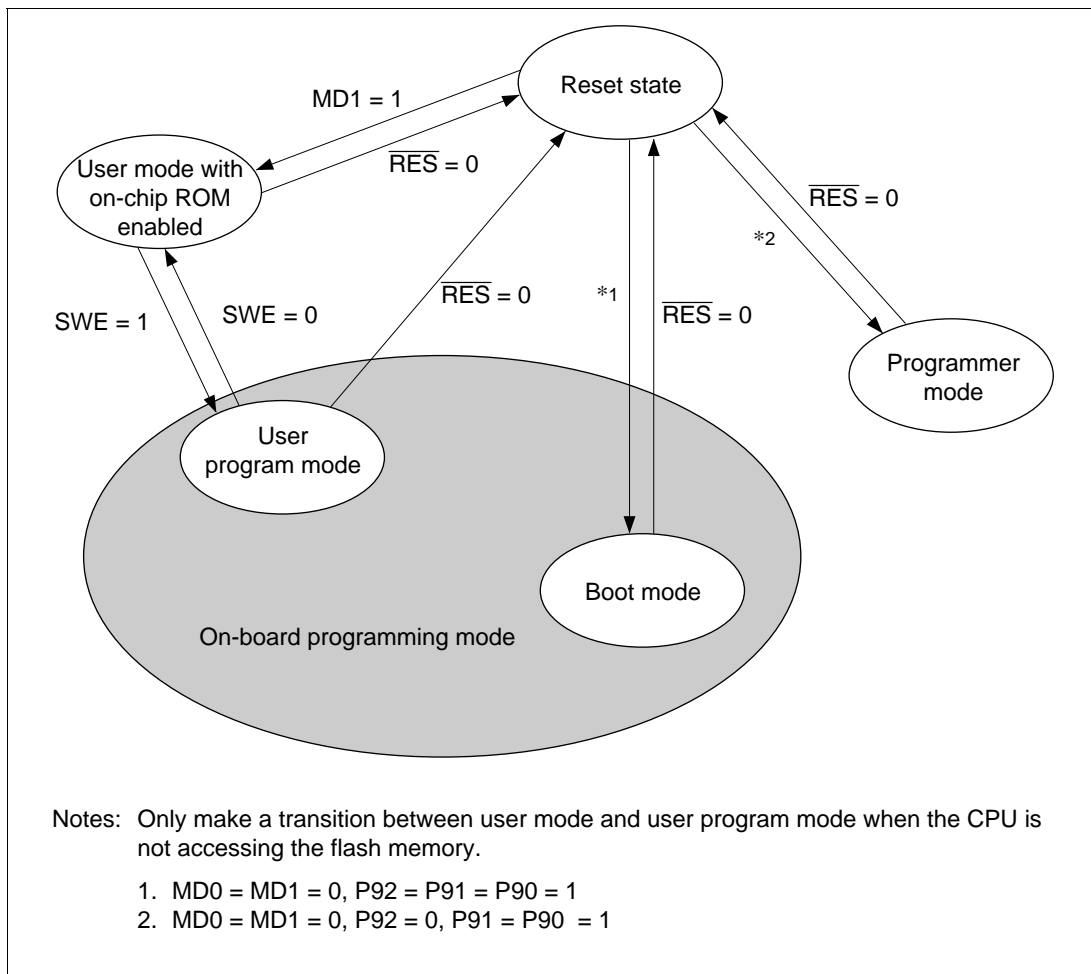 Reset state
MD1 = 1
RES = 0
User mode with
on-chip ROM
enabled
RES = 0
*2
RES = 0
*1
RES = 0
SWE = 1
SWE = 0
Programmer
mode
User
program mode
Boot mode
On-board programming mode
Notes: Only make a transition between user mode and user program mode when the CPU is
not accessing the flash memory.
1. MD0 = MD1 = 0, P92 = P91 = P90 = 1
2. MD0 = MD1 = 0, P92 = 0, P91 = P90 = 1